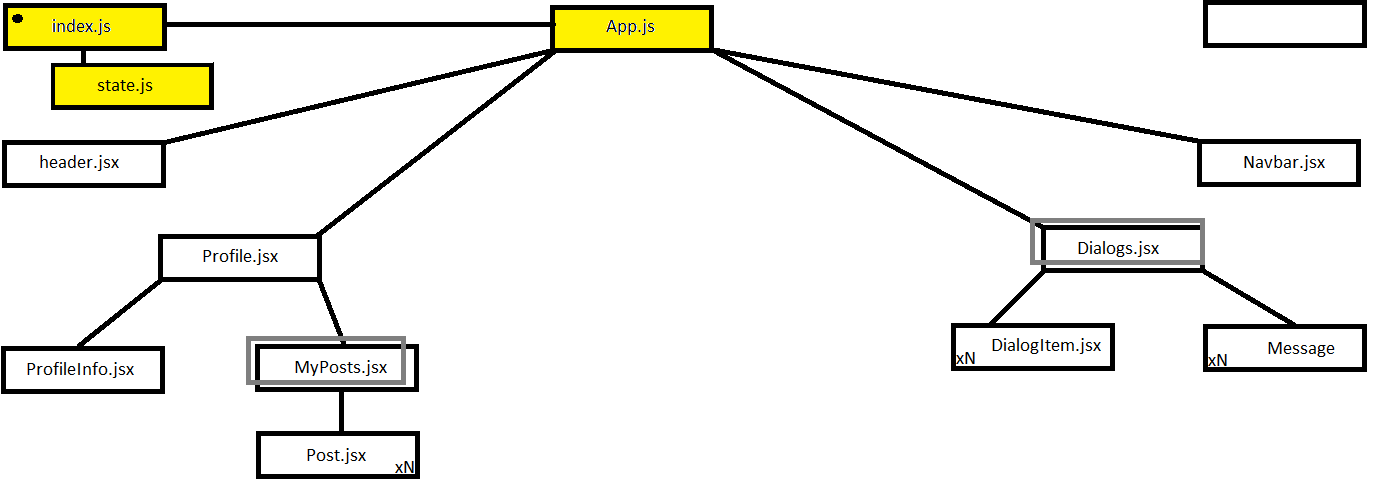 index.js
App.js
state.js
header.jsx
Navbar.jsx
Profile.jsx
Dialogs.jsx
ProfileInfo.jsx
MyPosts.jsx
DialogItem.jsx
xN
Message
xN
Post.jsx
xN